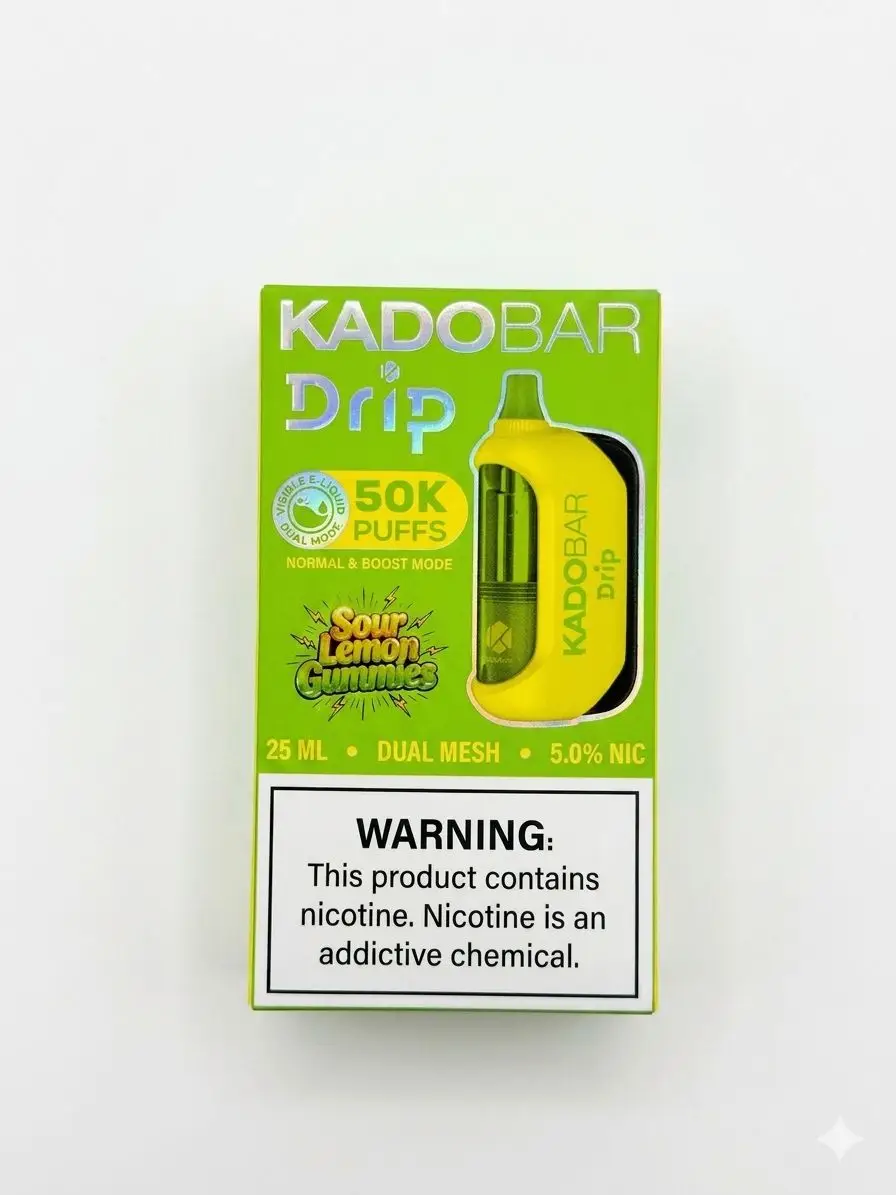 KADOBAR
Drip
VISIBLE E-LIQUID
DUAL MODE
50K
PUFFS
NORMAL & BOOST MODE
Sour
Lemon
Gummies
KADOBAR
Drip
25 ML • DUAL MESH • 5.0% NIC
WARNING:
This product contains
nicotine. Nicotine is an
addictive chemical.